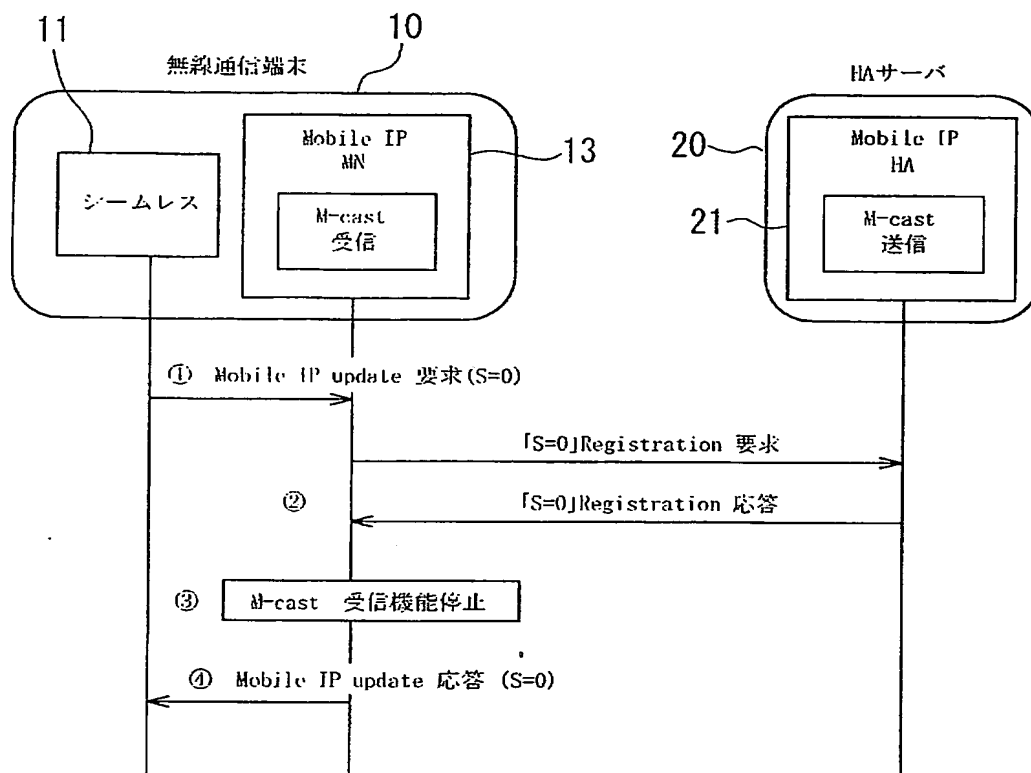 11
10
無線通信端末
HAサーバ
Mobile IP
MN
13
シームレス
M-cast
受信
20
Mobile IP
HA
21
M-cast
送信
① Mobile IP update 要求(S=0)
「S=0」Registration 要求
②
「S=0」Registration 応答
③
M-cast 受信機能停止
④ Mobile IP update 応答 (S=0)